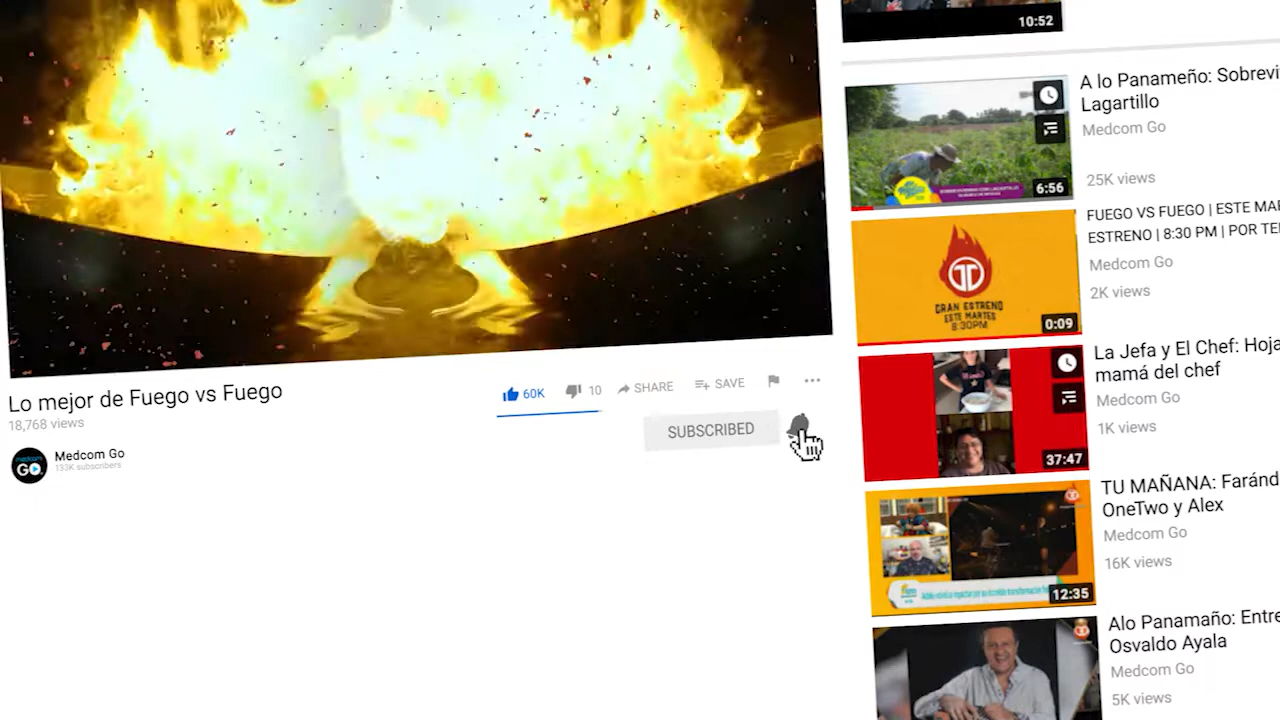 10:52
A lo Panameño: Sobrevi
Lagartillo
Medcom Go
25K views
6:56
FUEGO VS FUEGO | ESTE MAR
ESTRENO | 8:30 PM | POR TE
Medcom Go
2K views
GRAN ESTRENO
ESTE MARTES
8:30PM
0:09
La Jefa y El Chef: Hoja
mamá del chef
Medcom Go
1K views
37:47
TU MAÑANA: Faránd
OneTwo y Alex
Medcom Go
16K views
12:35
Alo Panamaño: Entre
Osvaldo Ayala
Medcom Go
5K views
Lo mejor de Fuego vs Fuego
18,768 views
60K
10
SHARE
SAVE
SUBSCRIBED
medcom
GO
Medcom Go
133K subscribers